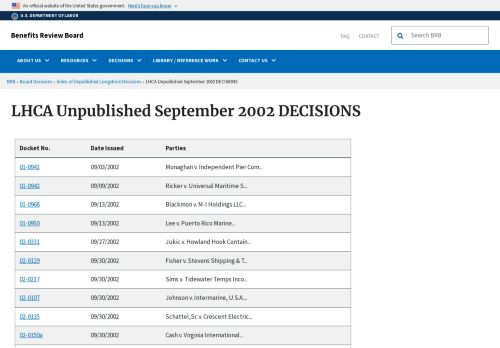 An official website of the United States government. Here's how you know
U.S. DEPARTMENT OF LABOR
Benefits Review Board
FAQ CONTACT
Search BRB
ABOUT US RESOURCES DECISIONS LIBRARY / REFERENCE WORK CONTACT US
BRB › Board Decisions › Index of Unpublished Longshore Decisions › LHCA Unpublished September 2002 DECISIONS
LHCA Unpublished September 2002 DECISIONS
Docket No. Date Issued Parties
01-0941 09/03/2002 Monaghan v. Independent Pier Com...
01-0942 09/09/2002 Ricker v. Universal Maritime S...
01-0968 09/13/2002 Blackmon v. M-I Holdings LLC...
01-0950 09/13/2002 Lee v. Puerto Rico Marine...
02-0331 09/27/2002 Jukic v. Howland Hook Contain...
02-0129 09/30/2002 Fisher v. Stevens Shipping & T...
02-0217 09/30/2002 Sims v. Tidewater Temps Inco...
02-0107 09/30/2002 Johnson v. Intermarine, U.S.A...
02-0135 09/30/2002 Schattel, Sr. v. Crescent Electric...
02-0150a 09/30/2002 Cash v. Virginia International...